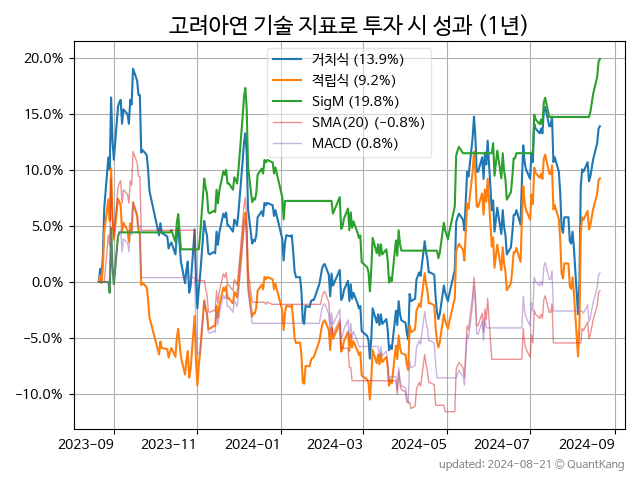 고려아연 기술 지표로 투자 시 성과 (1년)
거치식 (13.9%)
적립식 (9.2%)
SigM (19.8%)
SMA(20) (−0.8%)
MACD (0.8%)
20.0%
15.0%
10.0%
5.0%
0.0%
−5.0%
−10.0%
2023-09 2023-11 2024-01 2024-03 2024-05 2024-07 2024-09
updated: 2024-08-21 © QuantKang